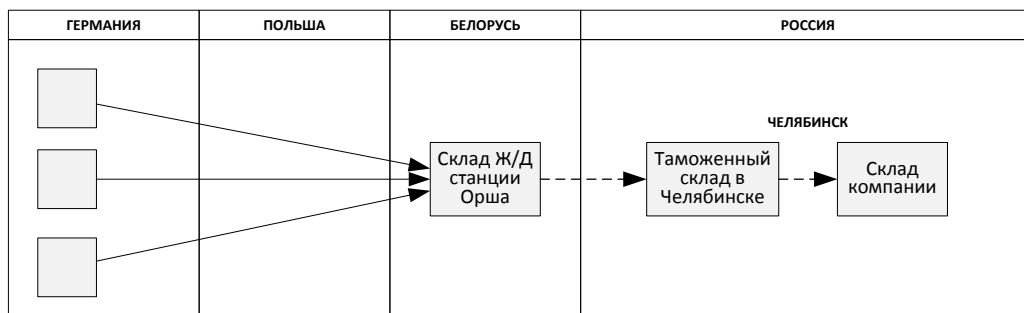 ГЕРМАНИЯ
ПОЛЬША
БЕЛОРУСЬ
РОССИЯ
ЧЕЛЯБИНСК
Склад Ж/Д
станции
Орша
Таможенный
склад в
Челябинске
Склад
компании